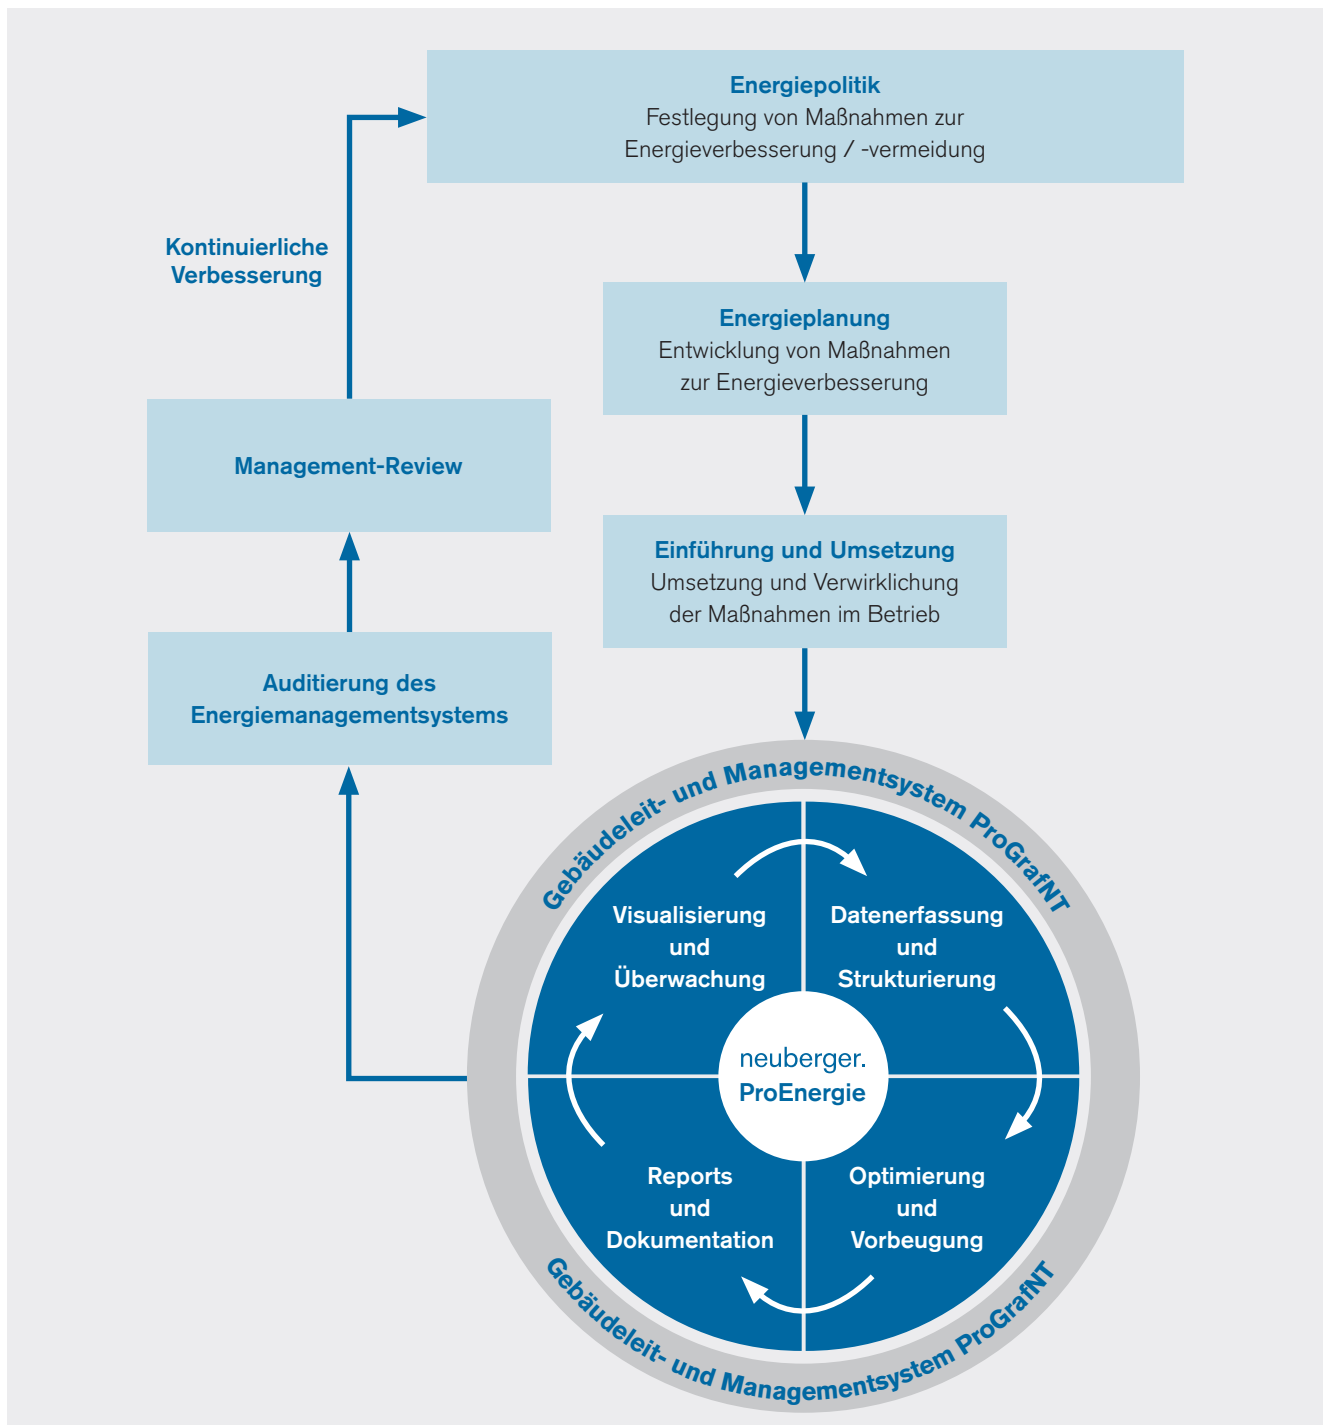 Energiepolitik
Festlegung von Maßnahmen zur
Energieverbesserung / -vermeidung
Kontinuierliche
Verbesserung
Energieplanung
Entwicklung von Maßnahmen
zur Energieverbesserung
Management-Review
Einführung und Umsetzung
Umsetzung und Verwirklichung
der Maßnahmen im Betrieb
Auditierung des
Energiemanagementsystems
Gebäudeleit- und Managementsystem ProGrafNT
Visualisierung
und
Überwachung
Datenerfassung
und
Strukturierung
neuberger.
ProEnergie
Reports
und
Dokumentation
Optimierung
und
Vorbeugung
Gebäudeleit- und Managementsystem ProGrafNT